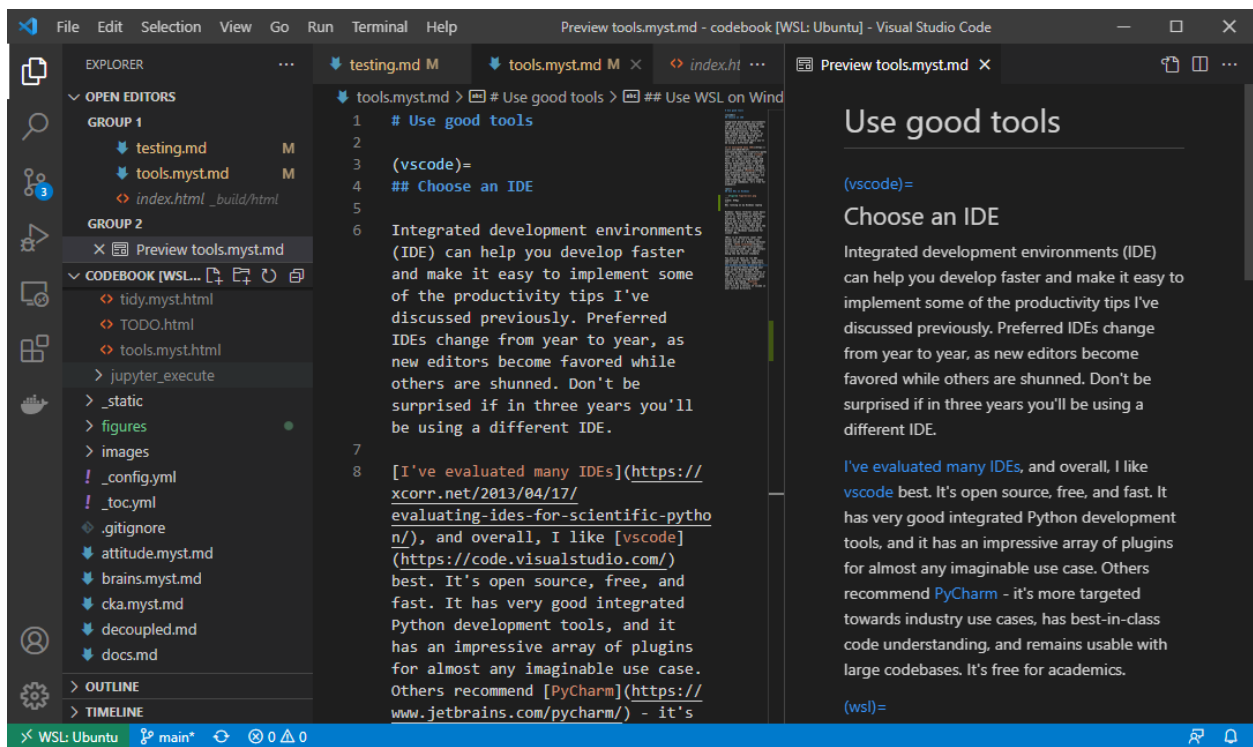 File Edit Selection View Go Run Terminal Help Preview tools.myst.md - codebook [WSL: Ubuntu] - Visual Studio Code
EXPLORER
OPEN EDITORS
GROUP 1
testing.md M
tools.myst.md M
index.html _build/html
GROUP 2
Preview tools.myst.md
CODEBOOK [WSL...
tidy.myst.html
TODO.html
tools.myst.html
jupyter_execute
_static
figures
images
_config.yml
_toc.yml
.gitignore
attitude.myst.md
brains.myst.md
cka.myst.md
decoupled.md
docs.md
OUTLINE
TIMELINE
3
testing.md M tools.myst.md M index.ht ...
tools.myst.md > # Use good tools > ## Use WSL on Wind
1 # Use good tools
2
3 (vscode)=
4 ## Choose an IDE
5
6 Integrated development environments
(IDE) can help you develop faster
and make it easy to implement some
of the productivity tips I've
discussed previously. Preferred
IDEs change from year to year, as
new editors become favored while
others are shunned. Don't be
surprised if in three years you'll
be using a different IDE.
7
8 [I've evaluated many IDEs](https://
xcorr.net/2013/04/17/
evaluating-ides-for-scientific-pytho
n/), and overall, I like [vscode]
(https://code.visualstudio.com/)
best. It's open source, free, and
fast. It has very good integrated
Python development tools, and it
has an impressive array of plugins
for almost any imaginable use case.
Others recommend [PyCharm](https://
www.jetbrains.com/pycharm/) - it's
Preview tools.myst.md
Use good tools
(vscode)=
Choose an IDE
Integrated development environments (IDE)
can help you develop faster and make it easy to
implement some of the productivity tips I've
discussed previously. Preferred IDEs change
from year to year, as new editors become
favored while others are shunned. Don't be
surprised if in three years you'll be using a
different IDE.
I've evaluated many IDEs, and overall, I like
vscode best. It's open source, free, and fast. It
has very good integrated Python development
tools, and it has an impressive array of plugins
for almost any imaginable use case. Others
recommend PyCharm - it's more targeted
towards industry use cases, has best-in-class
code understanding, and remains usable with
large codebases. It's free for academics.
(wsl)=
WSL: Ubuntu main* 0 0